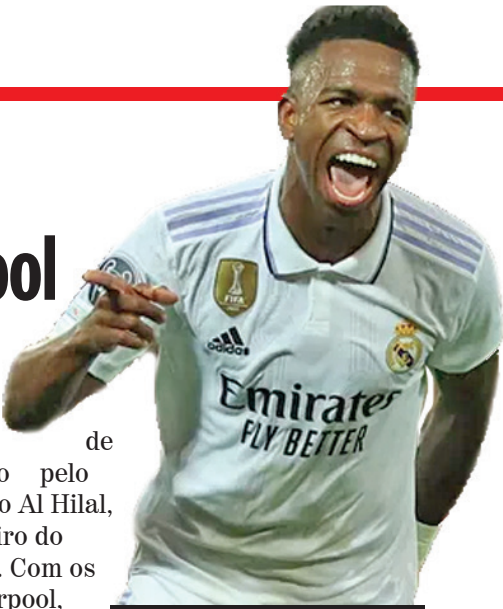 ool
FIFA
adidas
Emirates
FLY BETTER
de
o pelo
o Al Hilal,
iro do
. Com os
rpool,